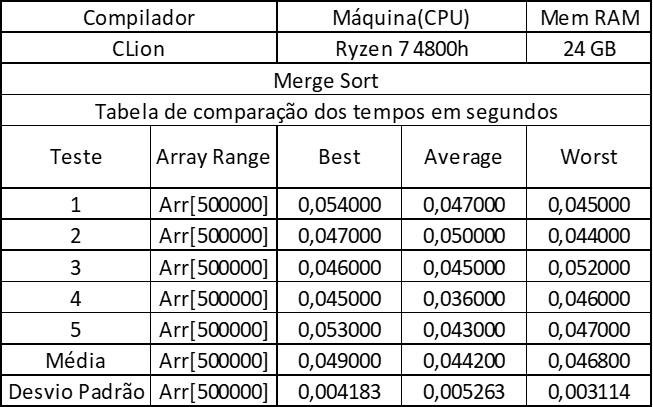 Compilador Máquina(CPU) Mem RAM
CLion Ryzen 7 4800h 24 GB
Merge Sort
Tabela de comparação dos tempos em segundos
Teste Array Range Best Average Worst
1 Arr[500000] 0,054000 0,047000 0,045000
2 Arr[500000] 0,047000 0,050000 0,044000
3 Arr[500000] 0,046000 0,045000 0,052000
4 Arr[500000] 0,045000 0,036000 0,046000
5 Arr[500000] 0,053000 0,043000 0,047000
Média Arr[500000] 0,049000 0,044200 0,046800
Desvio Padrão Arr[500000] 0,004183 0,005263 0,003114